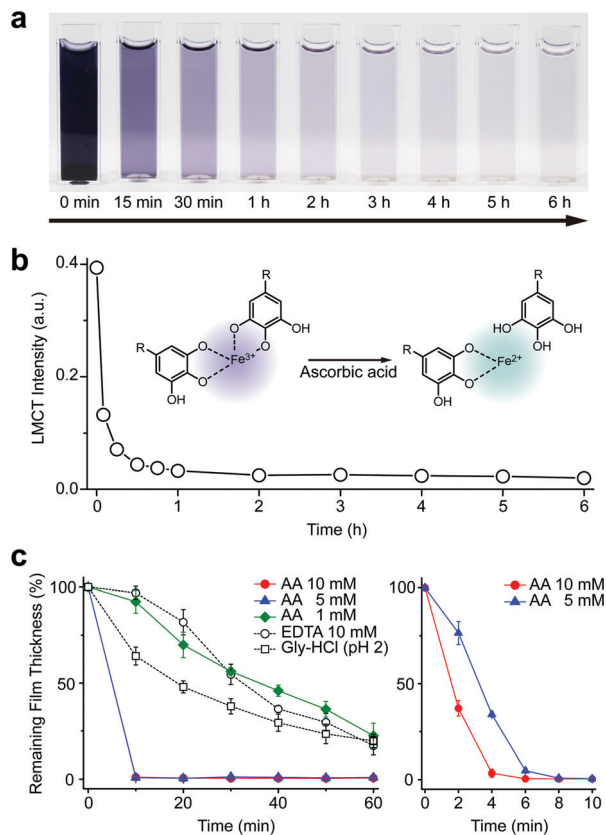 a
0 min 15 min 30 min 1 h 2 h 3 h 4 h 5 h 6 h
b
LMCT Intensity (a.u.)
0.4
0.2
0.0
R
O
OH
O
R
O
Fe³⁺
O
OH
Ascorbic acid
R
HO
OH
OH
R
O
Fe²⁺
O
OH
0 1 2 3 4 5 6
Time (h)
c
Remaining Film Thickness (%)
100
50
0
AA 10 mM
AA 5 mM
AA 1 mM
EDTA 10 mM
Gly-HCl (pH 2)
0 20 40 60
Time (min)
100
50
0
AA 10 mM
AA 5 mM
0 2 4 6 8 10
Time (min)